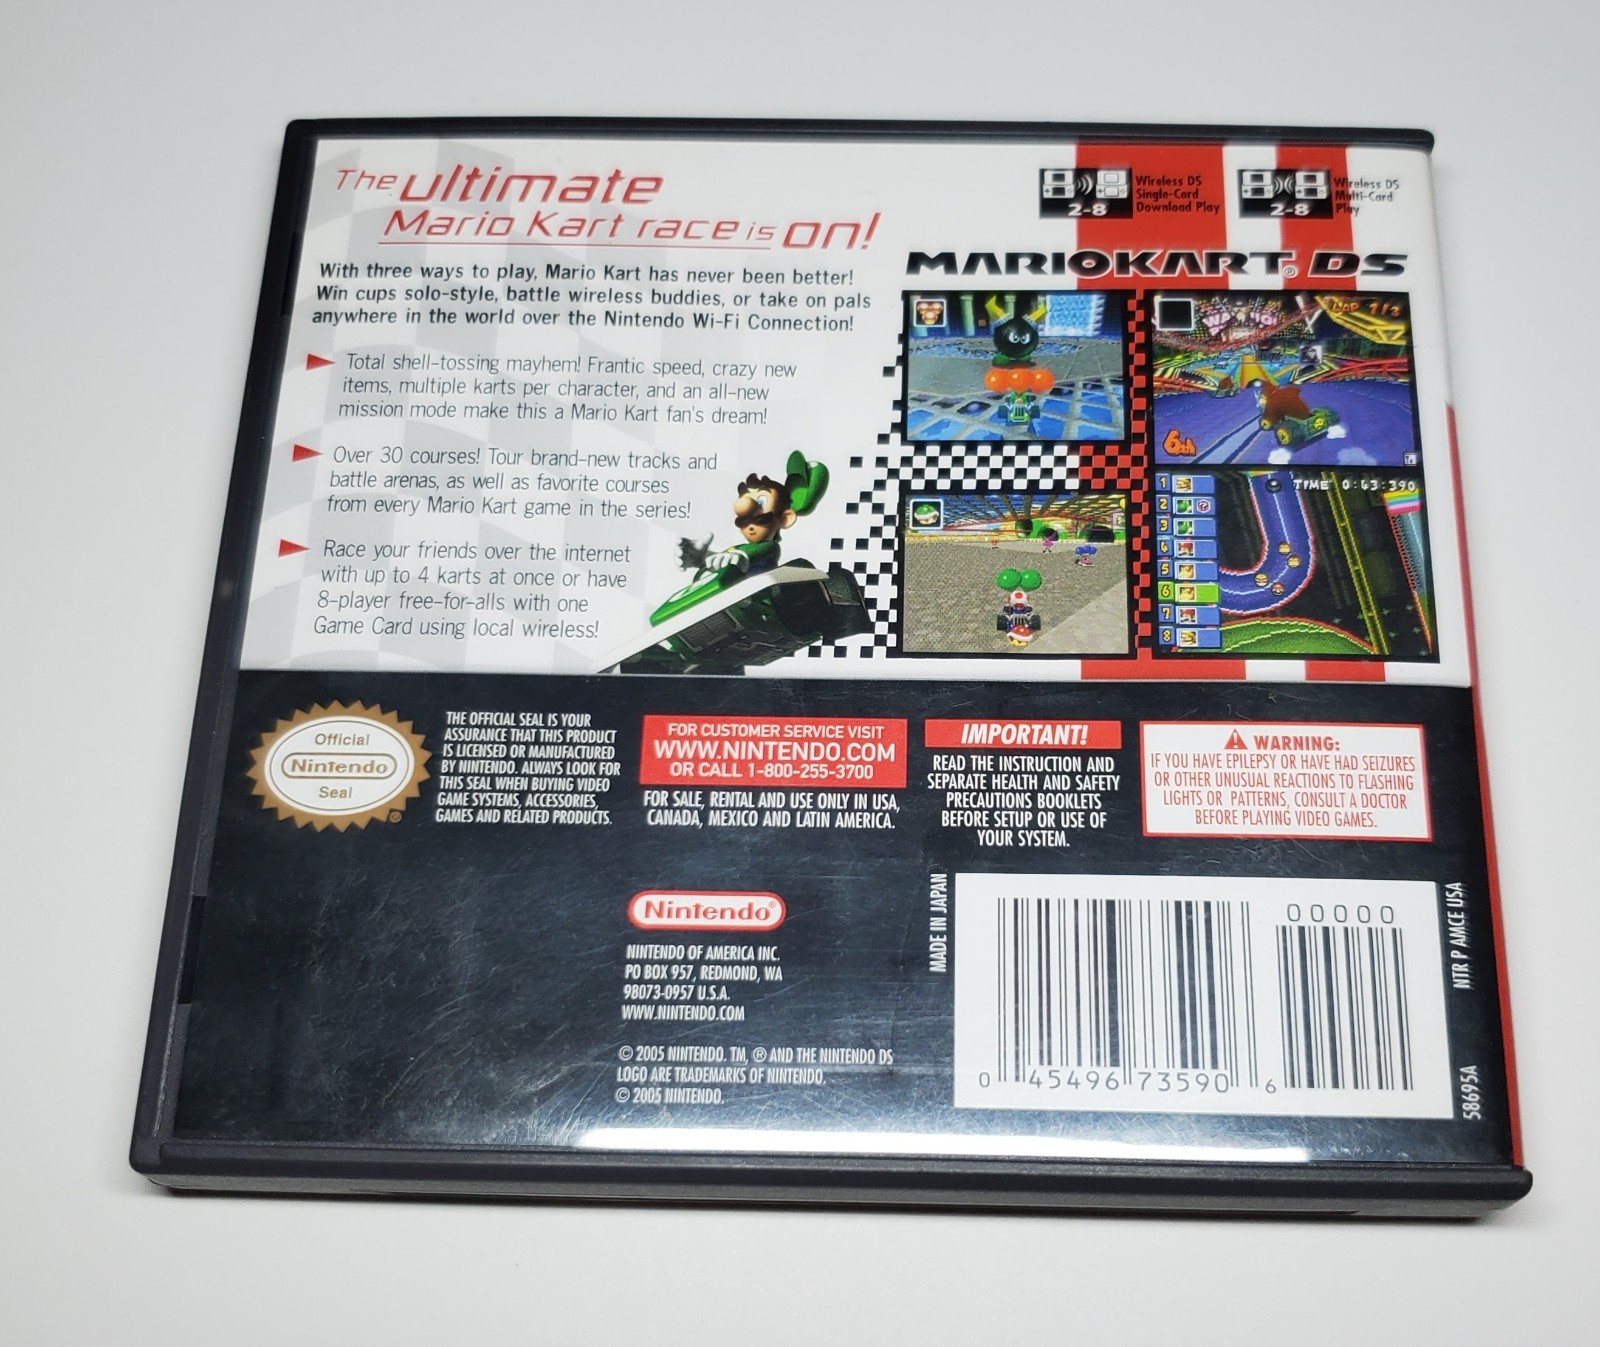 The ultimate
Mario Kart race is on!
With three ways to play, Mario Kart has never been better!
Win cups solo-style, battle wireless buddies, or take on pals
anywhere in the world over the Nintendo Wi-Fi Connection!
Total shell-tossing mayhem! Frantic speed, crazy new
items, multiple karts per character, and an all-new
mission mode make this a Mario Kart fan's dream!
Over 30 courses! Tour brand-new tracks and
battle arenas, as well as favorite courses
from every Mario Kart game in the series!
Race your friends over the internet
with up to 4 karts at once or have
8-player free-for-alls with one
Game Card using local wireless!
2-8
Wireless DS
Single-Card
Download Play
2-8
Wireless DS
Multi-Card
Play
MARIOKART® DS
LAP 1/3
6th
TIME 0:43:390
1
2
3
4
5
6
7
8
Official
Nintendo
Seal
®
THE OFFICIAL SEAL IS YOUR
ASSURANCE THAT THIS PRODUCT
IS LICENSED OR MANUFACTURED
BY NINTENDO. ALWAYS LOOK FOR
THIS SEAL WHEN BUYING VIDEO
GAME SYSTEMS, ACCESSORIES,
GAMES AND RELATED PRODUCTS.
FOR CUSTOMER SERVICE VISIT
WWW.NINTENDO.COM
OR CALL 1-800-255-3700
FOR SALE, RENTAL AND USE ONLY IN USA,
CANADA, MEXICO AND LATIN AMERICA.
IMPORTANT!
READ THE INSTRUCTION AND
SEPARATE HEALTH AND SAFETY
PRECAUTIONS BOOKLETS
BEFORE SETUP OR USE OF
YOUR SYSTEM.
WARNING:
IF YOU HAVE EPILEPSY OR HAVE HAD SEIZURES
OR OTHER UNUSUAL REACTIONS TO FLASHING
LIGHTS OR PATTERNS, CONSULT A DOCTOR
BEFORE PLAYING VIDEO GAMES.
Nintendo®
NINTENDO OF AMERICA INC.
PO BOX 957, REDMOND, WA
98073-0957 U.S.A.
WWW.NINTENDO.COM
© 2005 NINTENDO. TM, ® AND THE NINTENDO DS
LOGO ARE TRADEMARKS OF NINTENDO.
© 2005 NINTENDO.
MADE IN JAPAN
00000
0 45496 73590 6
NTR P AMCE USA
58695A